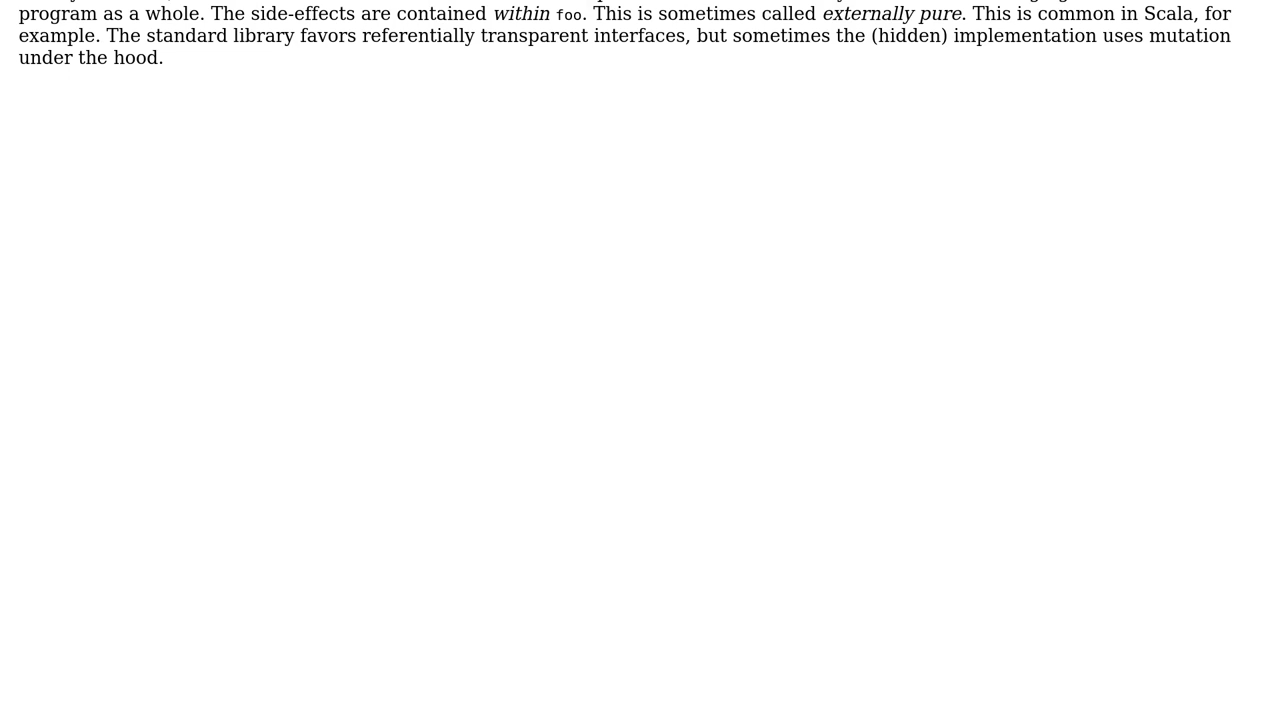 program as a whole. The side-effects are contained within foo. This is sometimes called externally pure. This is common in Scala, for
example. The standard library favors referentially transparent interfaces, but sometimes the (hidden) implementation uses mutation
under the hood.